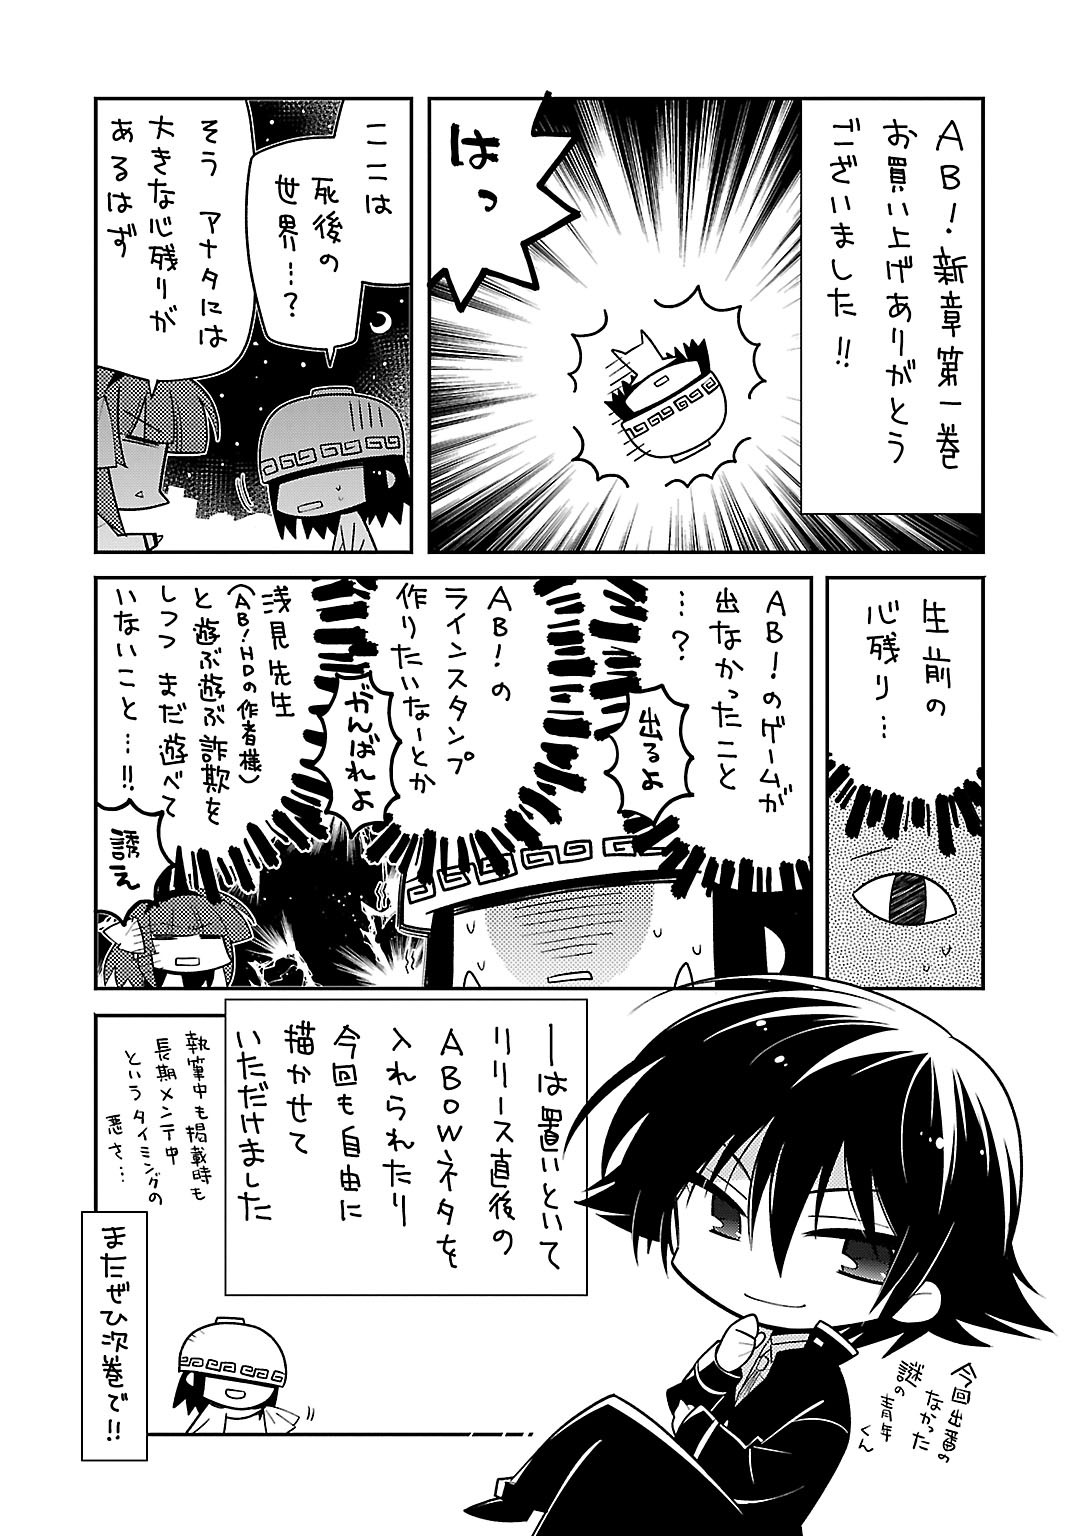 AB!新章第一巻
お買い上げありがとう
ございました!!
はっ
ここは
死後の
世界…?
そう アナタには
大きな心残りが
あるはず
生前の
心残り…
AB!のゲームが
出なかったこと
…?
出るよ
AB!の
ラインスタンプ
作りたいなーとか
がんばれよ
浅見先生
(AB!HDの作者様)
と遊ぶ遊ぶ詐欺を
しつつ まだ遊べて
いないこと…!!
誘え
ーは置いといて
リリース直後の
ABOWネタを
入れられたり
今回も自由に
描かせて
いただけました
執筆中も掲載時も
長期メンテ中
というタイミングの
悪さ…
またぜひ次巻で!!
今回出番の
なかった
謎の青年
くん